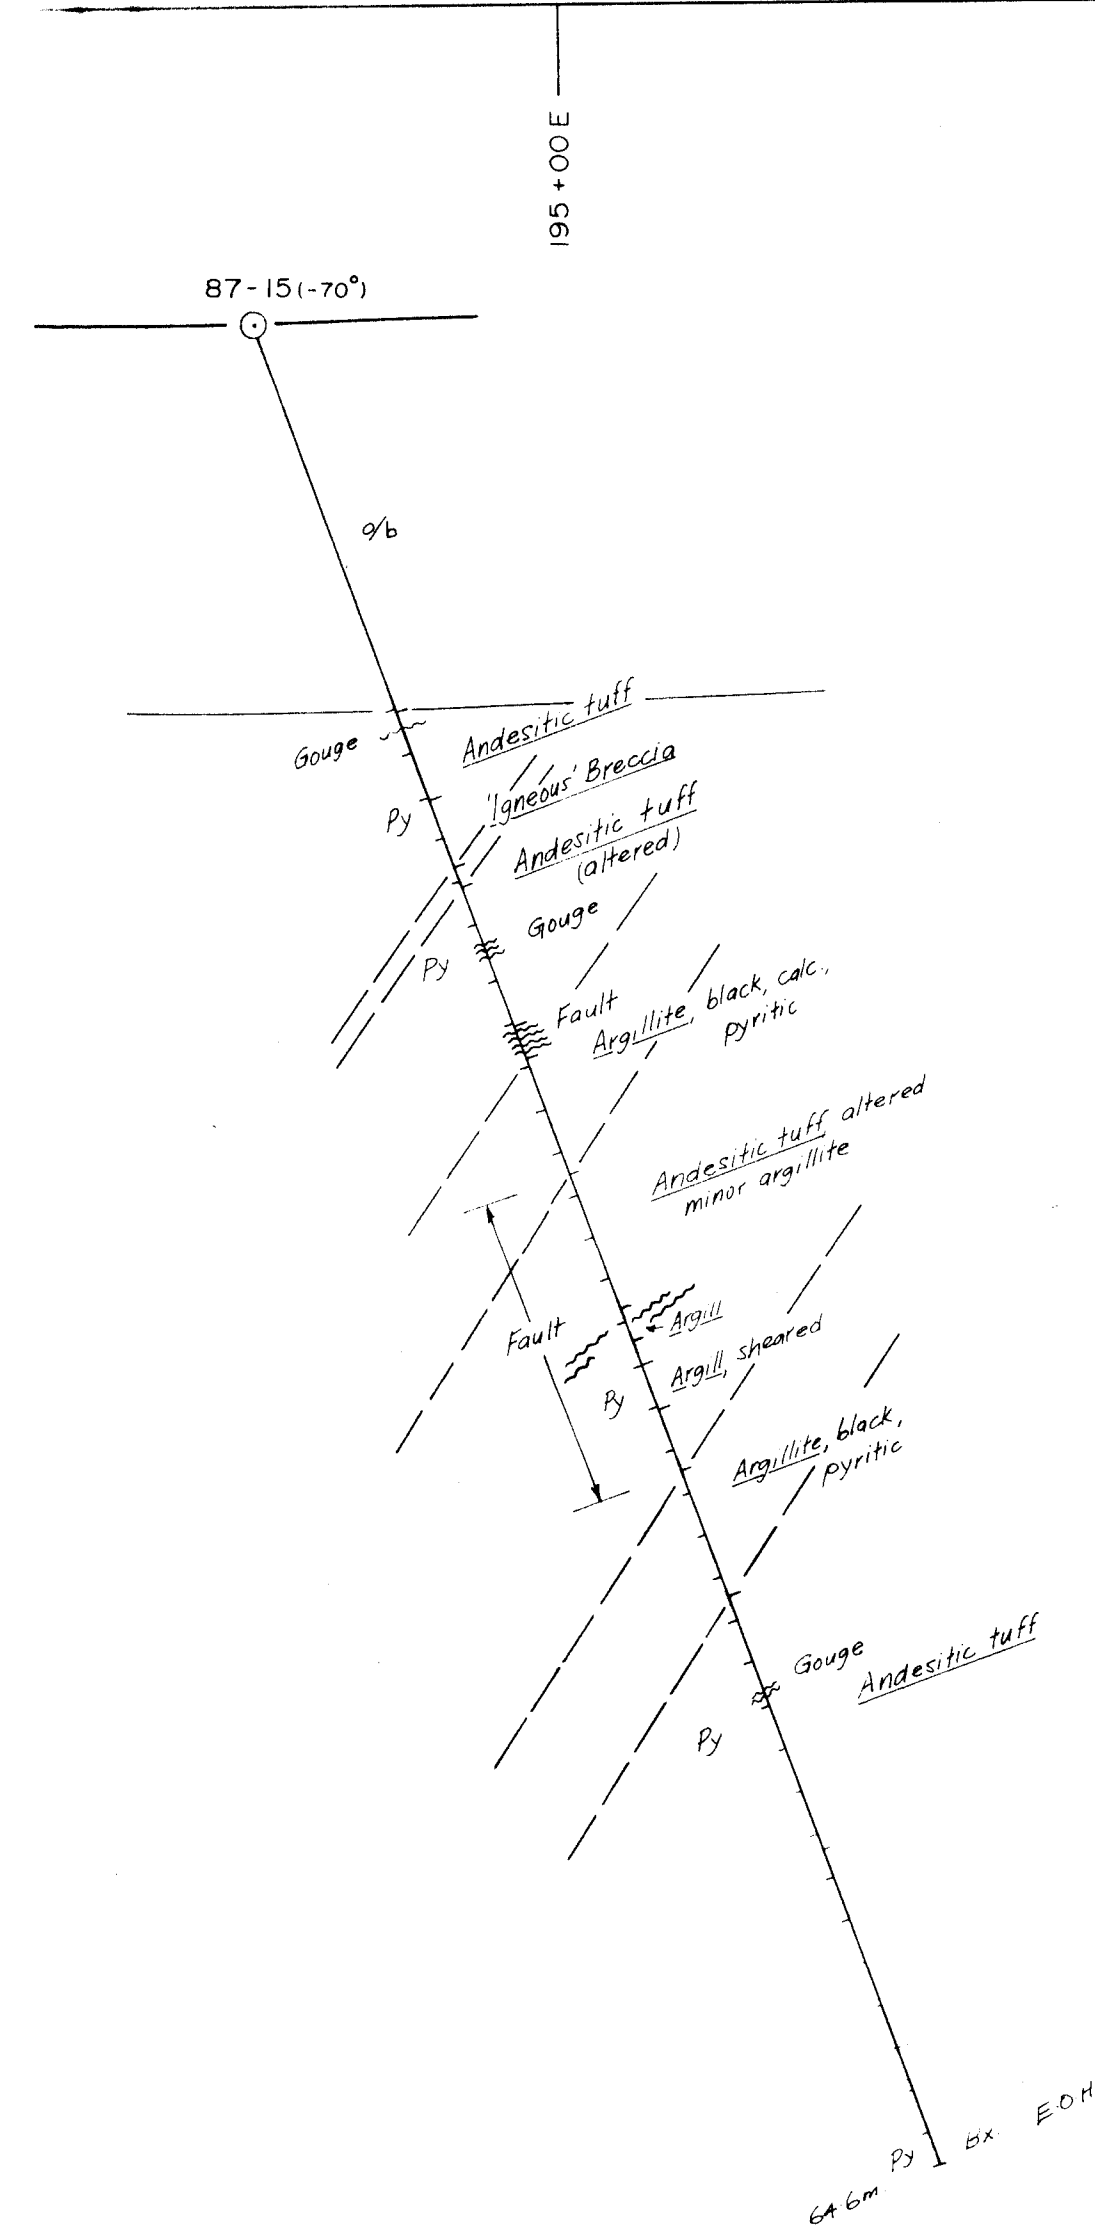 195+00E
87-15 (-70°)
o/b
Andesitic tuff
Gouge
'Igneous' Breccia
Py
Andesitic tuff
(altered)
Gouge
Py
Fault
Argillite, black, calc.,
pyritic
Andesitic tuff, altered
minor argillite
Fault
Argill
Argill, sheared
Py
Argillite, black,
pyritic
Gouge
Andesitic tuff
Py
E.O.H
Bx.
Py
64.6m.